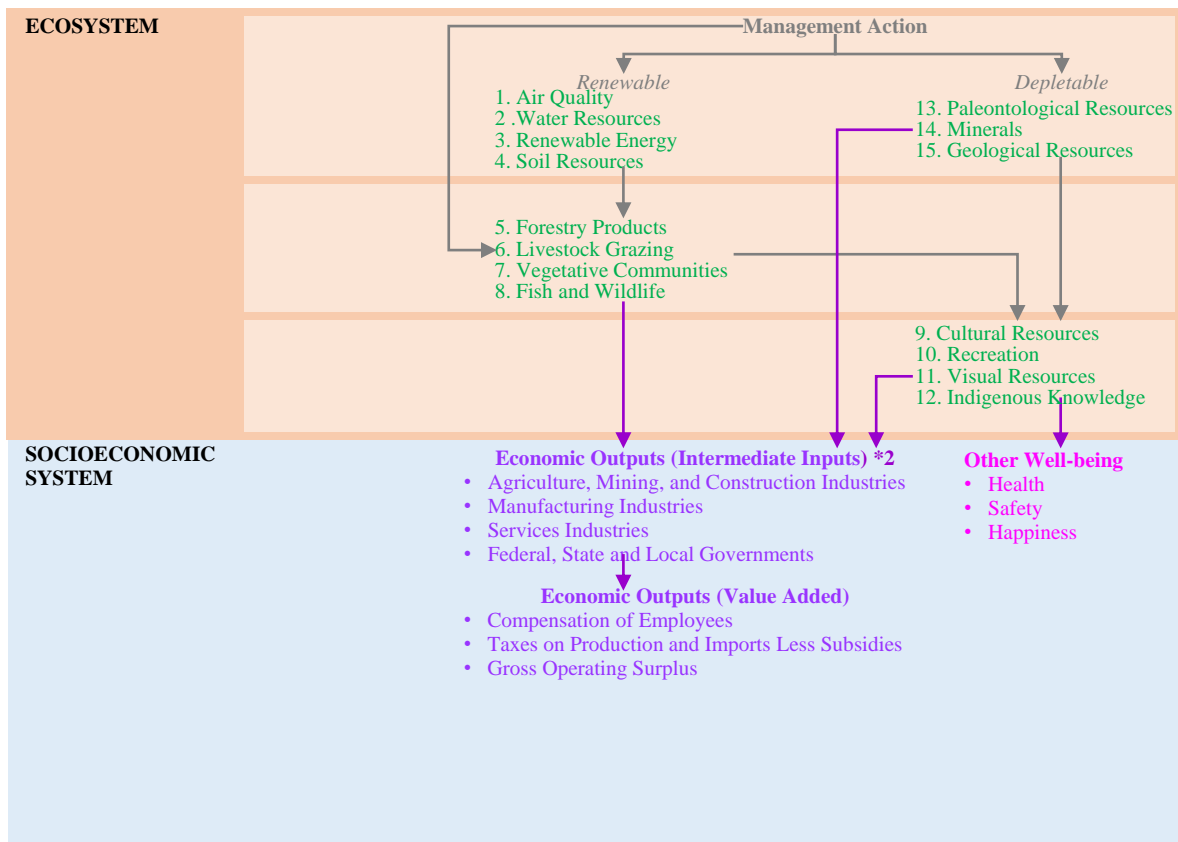 ECOSYSTEM
Management Action
Renewable
1. Air Quality
2 .Water Resources
3. Renewable Energy
4. Soil Resources
Depletable
13. Paleontological Resources
14. Minerals
15. Geological Resources
5. Forestry Products
6. Livestock Grazing
7. Vegetative Communities
8. Fish and Wildlife
9. Cultural Resources
10. Recreation
11. Visual Resources
12. Indigenous Knowledge
SOCIOECONOMIC
SYSTEM
Economic Outputs (Intermediate Inputs) *2
• Agriculture, Mining, and Construction Industries
• Manufacturing Industries
• Services Industries
• Federal, State and Local Governments
Economic Outputs (Value Added)
• Compensation of Employees
• Taxes on Production and Imports Less Subsidies
• Gross Operating Surplus
Other Well-being
• Health
• Safety
• Happiness